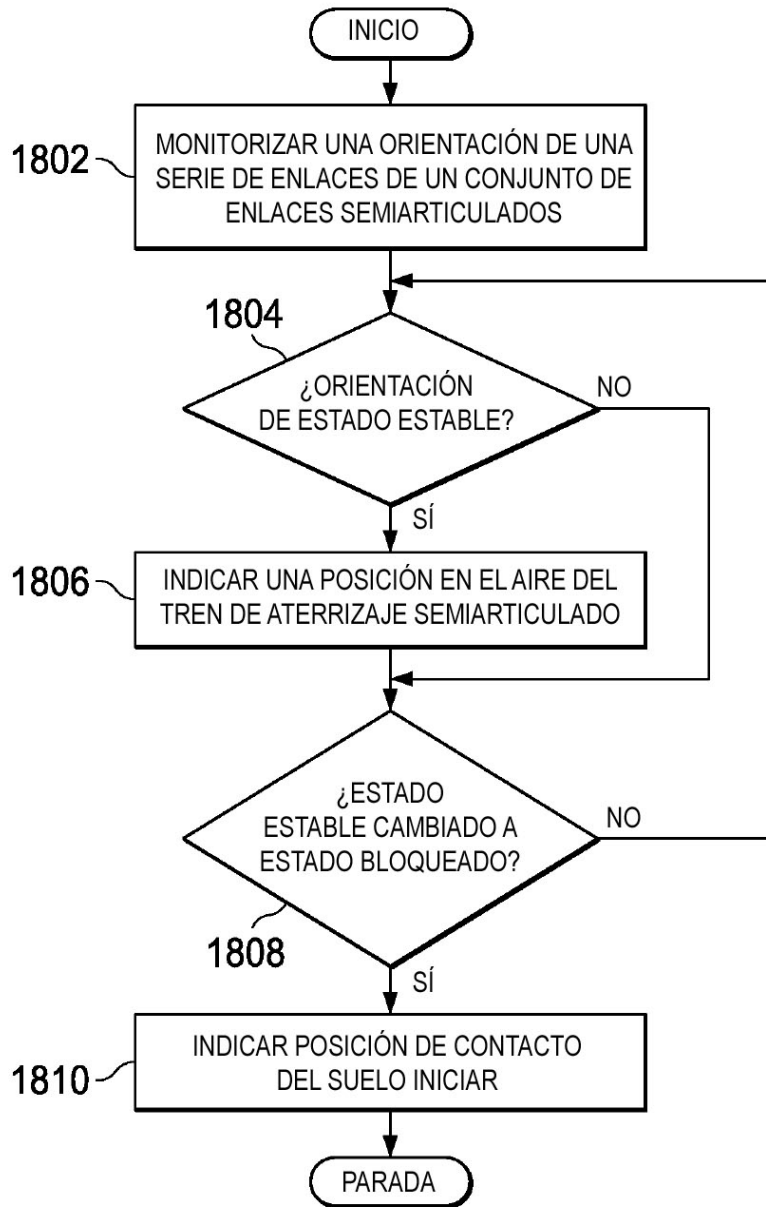 INICIO
1802
MONITORIZAR UNA ORIENTACIÓN DE UNA
SERIE DE ENLACES DE UN CONJUNTO DE
ENLACES SEMIARTICULADOS
1804
¿ORIENTACIÓN
DE ESTADO ESTABLE?
NO
SÍ
1806
INDICAR UNA POSICIÓN EN EL AIRE DEL
TREN DE ATERRIZAJE SEMIARTICULADO
¿ESTADO
ESTABLE CAMBIADO A
ESTADO BLOQUEADO?
NO
1808
SÍ
1810
INDICAR POSICIÓN DE CONTACTO
DEL SUELO INICIAR
PARADA